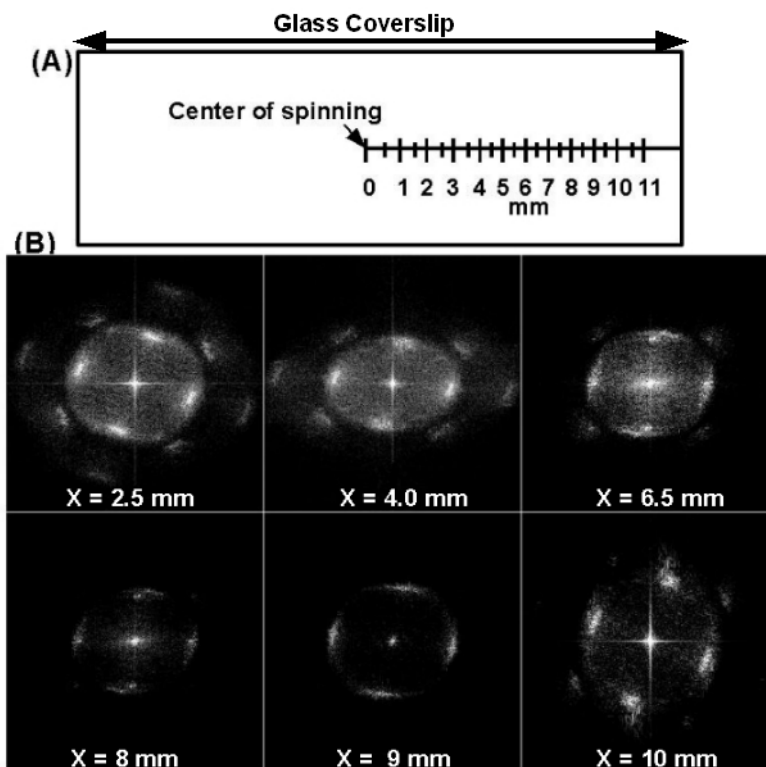 Glass Coverslip
(A)
Center of spinning
0 1 2 3 4 5 6 7 8 9 10 11
mm
(B)
X = 2.5 mm
X = 4.0 mm
X = 6.5 mm
X = 8 mm
X = 9 mm
X = 10 mm